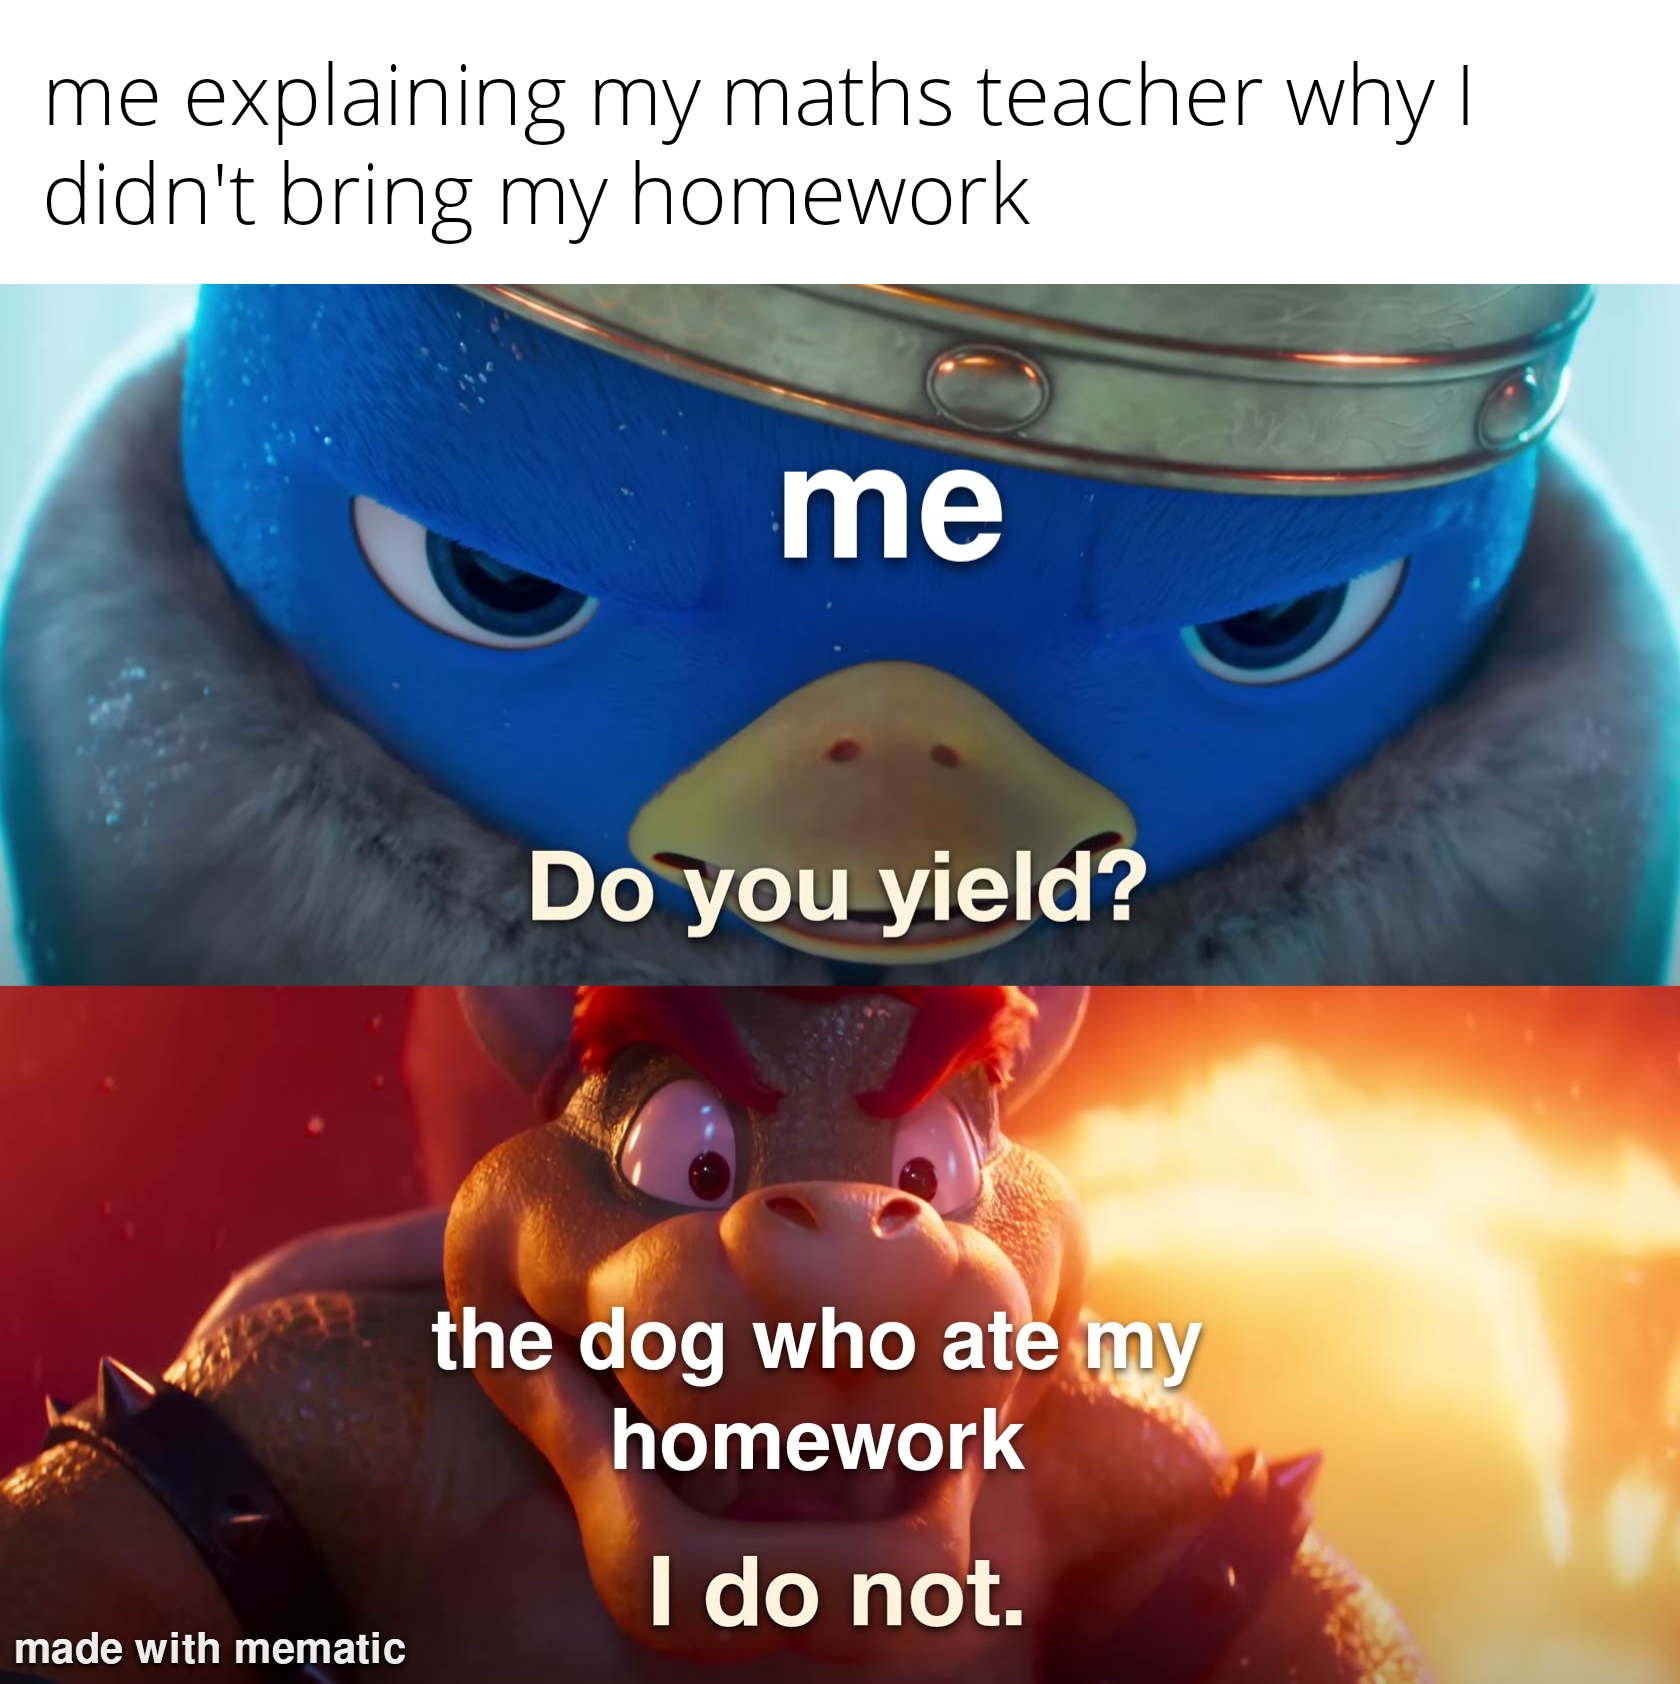 me explaining my maths teacher why I
didn't bring my homework
me
Do you yield?
the dog who ate my
homework
I do not.
made with mematic